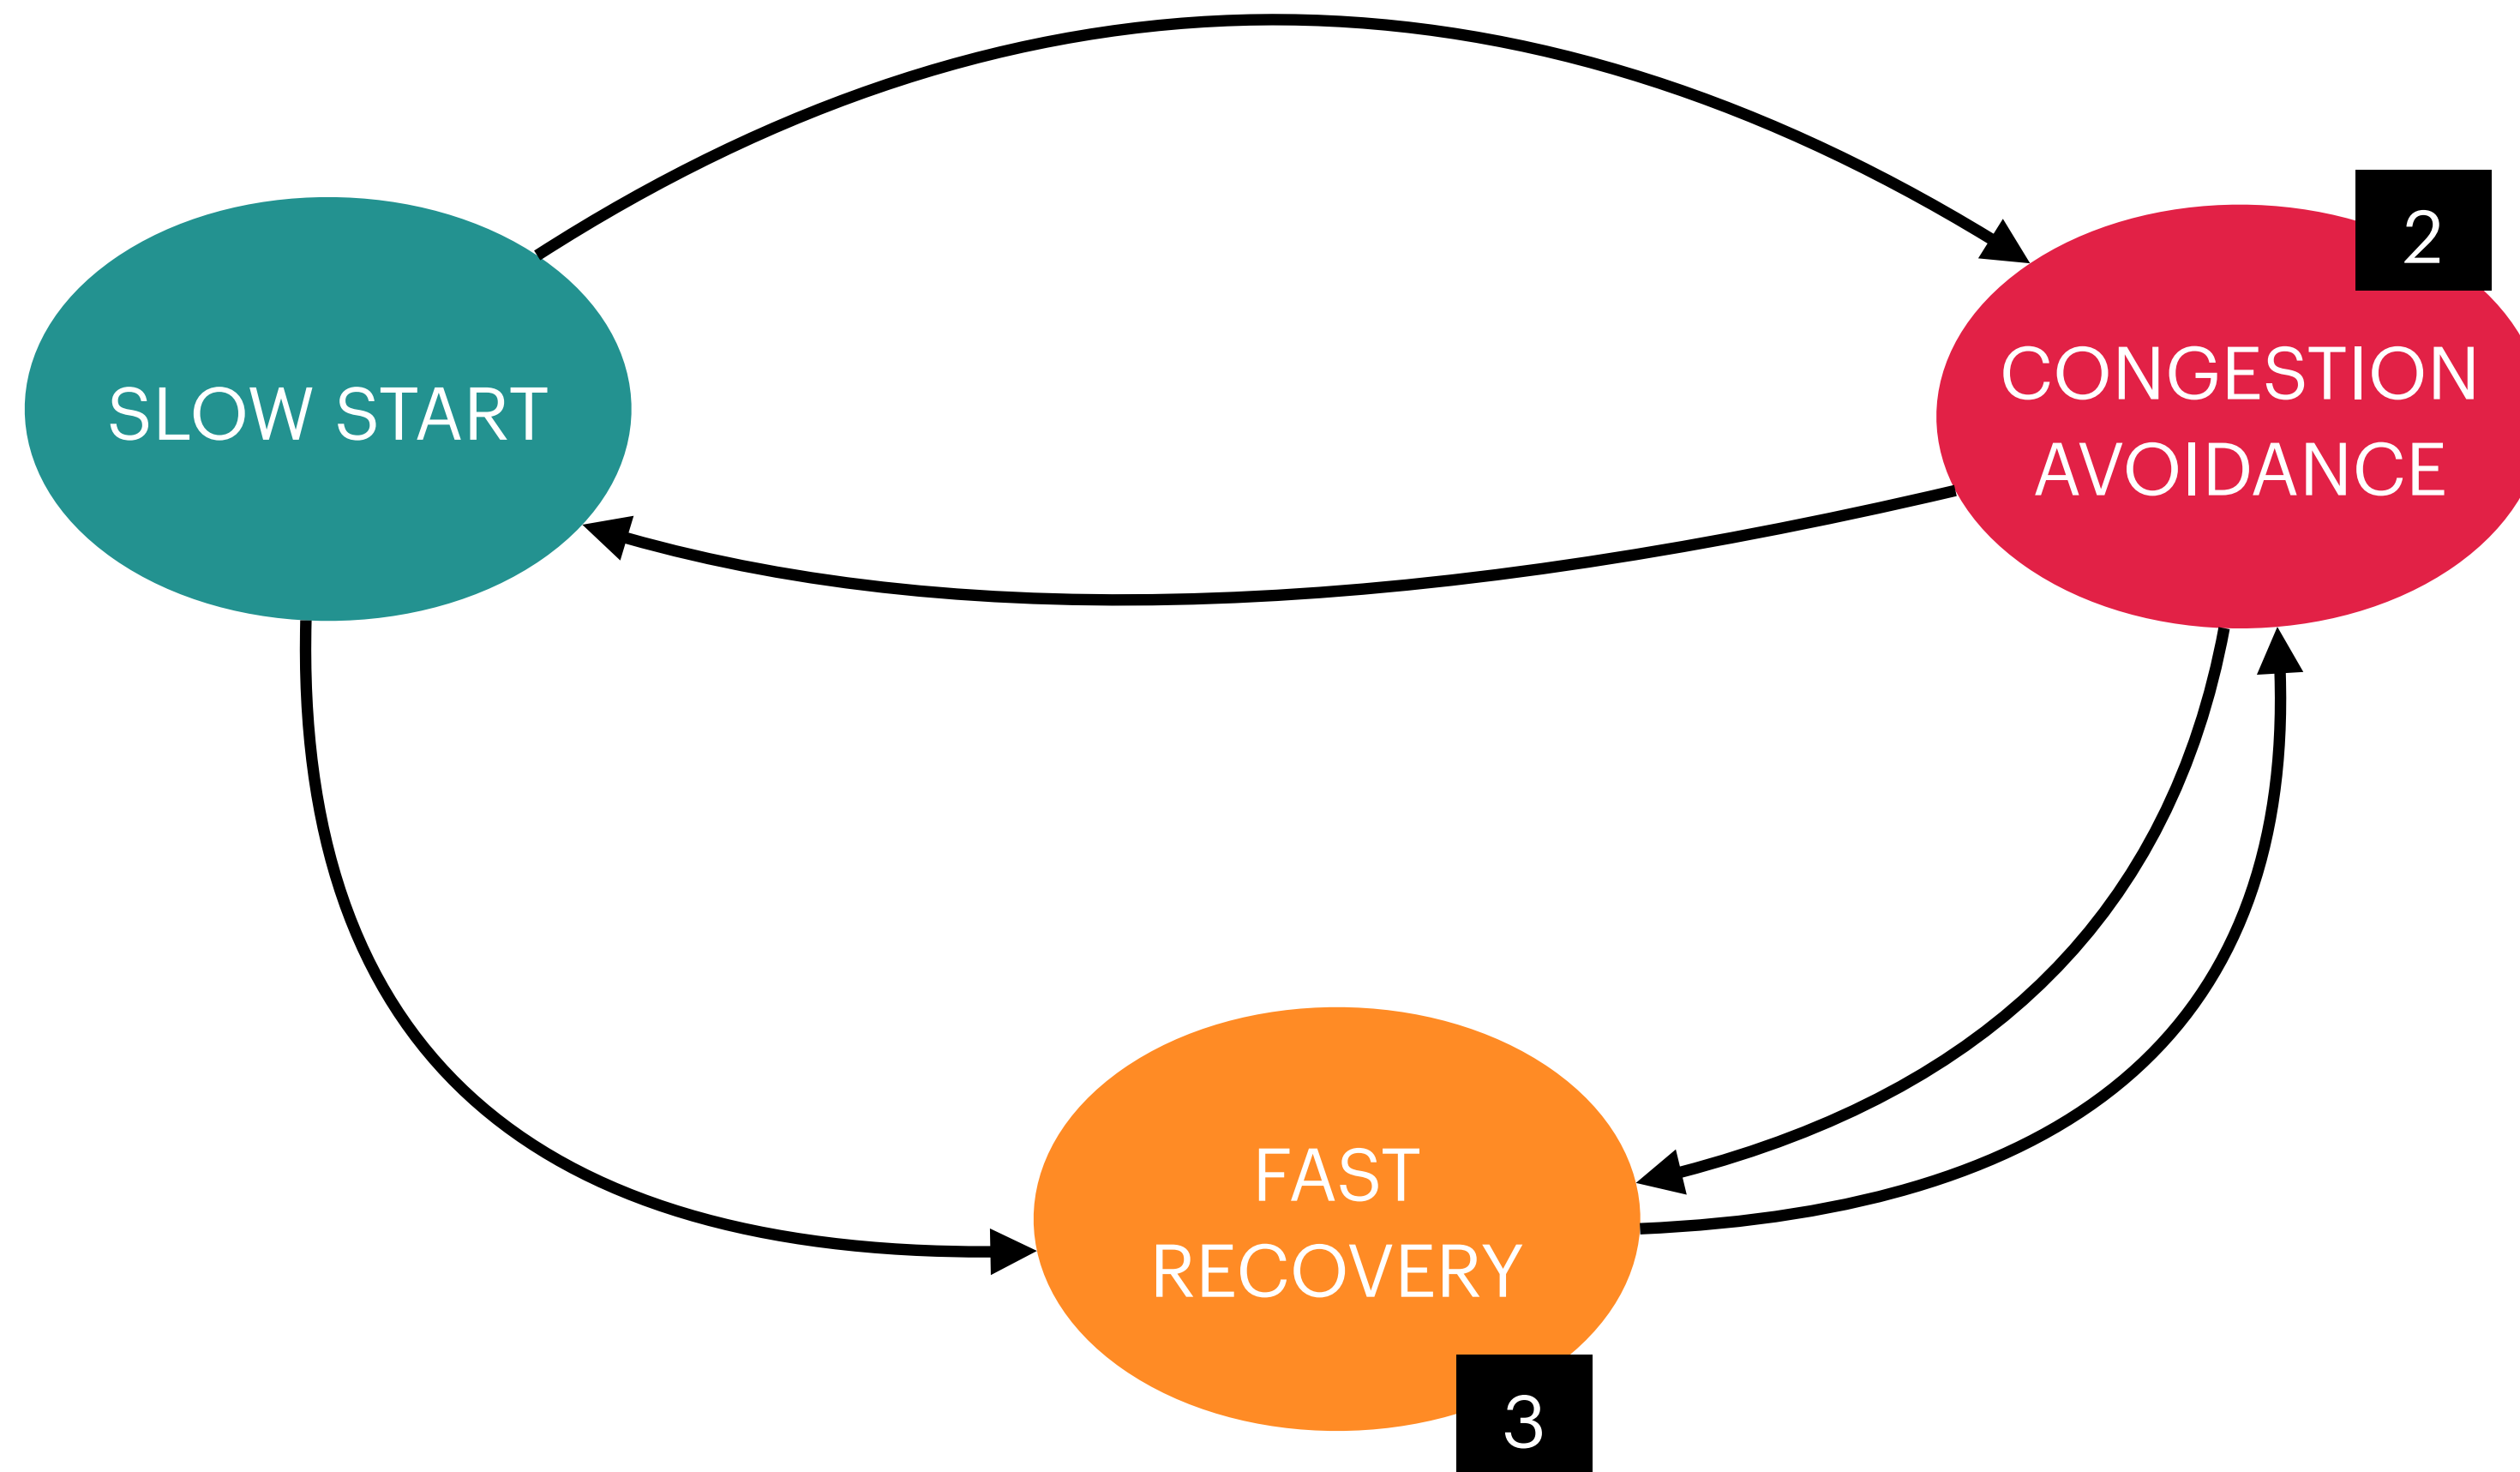 2
SLOW START
CONGESTION
AVOIDANCE
FAST
RECOVERY
3